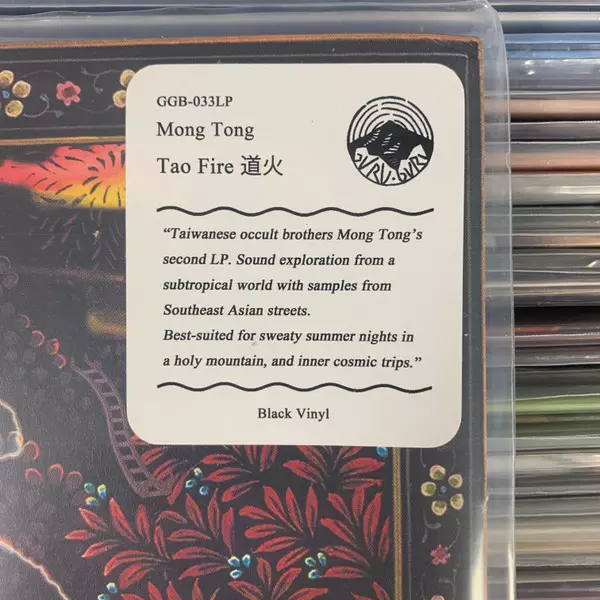 GGB-033LP
Mong Tong
Tao Fire 道火
GURU·GURU
“Taiwanese occult brothers Mong Tong’s
second LP. Sound exploration from a
subtropical world with samples from
Southeast Asian streets.
Best-suited for sweaty summer nights in
a holy mountain, and inner cosmic trips.”
Black Vinyl